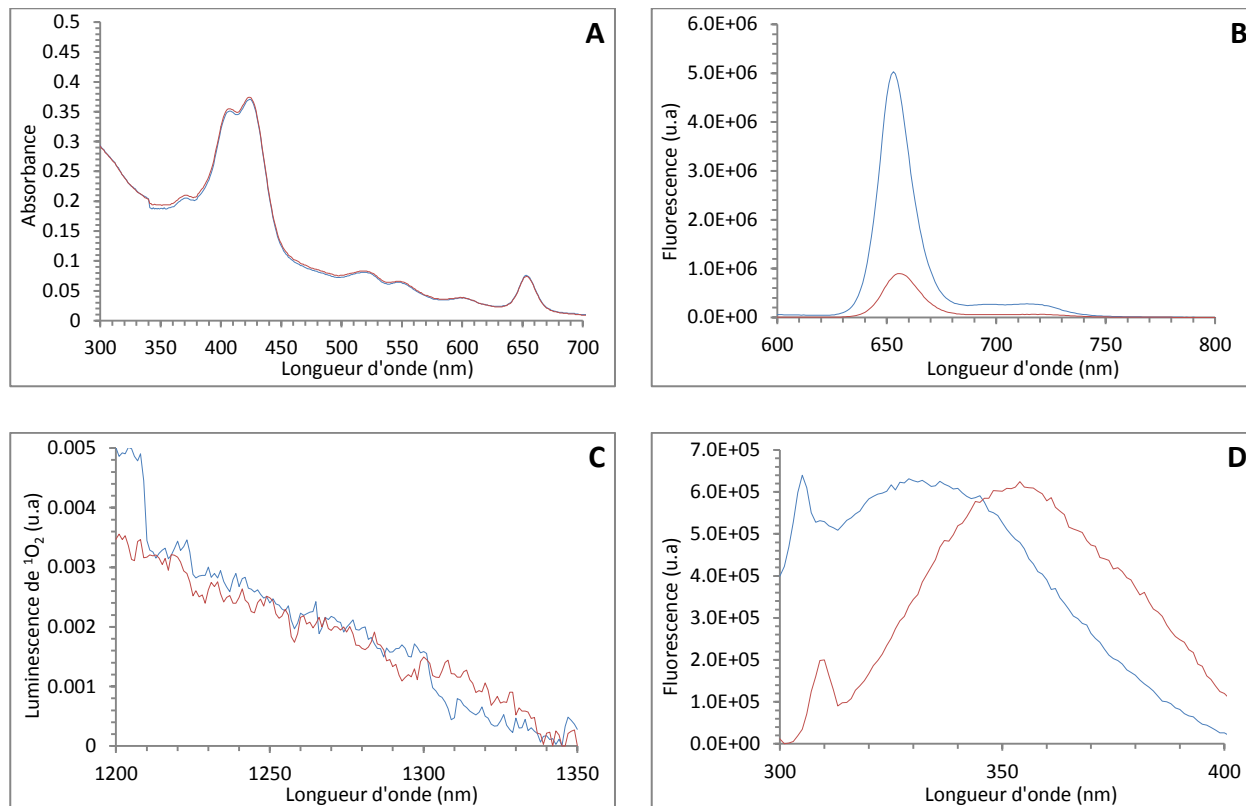 A
0.5
0.45
0.4
0.35
0.3
0.25
0.2
0.15
0.1
0.05
0
Absorbance
300 350 400 450 500 550 600 650 700
Longueur d'onde (nm)
B
6.0E+06
5.0E+06
4.0E+06
3.0E+06
2.0E+06
1.0E+06
0.0E+00
Fluorescence (u.a)
600 650 700 750 800
Longueur d'onde (nm)
C
0.005
0.004
0.003
0.002
0.001
0
Luminescence de ¹O₂ (u.a)
1200 1250 1300 1350
Longueur d'onde (nm)
D
7.0E+05
6.0E+05
5.0E+05
4.0E+05
3.0E+05
2.0E+05
1.0E+05
0.0E+00
Fluorescence (u.a)
300 350 400
Longueur d'onde (nm)